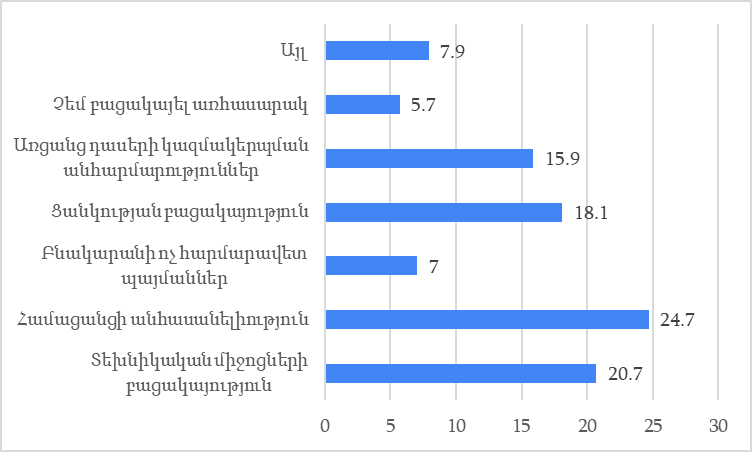 Այլ
7.9
Չեմ բացակայել առհասարակ
5.7
Առցանց դասերի կազմակերպման
անհարմարություններ
15.9
Ցանկության բացակայություն
18.1
Բնակարանի ոչ հարմարավետ
պայմաններ
7
Համացանցի անհասանելիություն
24.7
Տեխնիկական միջոցների
բացակայություն
20.7
0 5 10 15 20 25 30